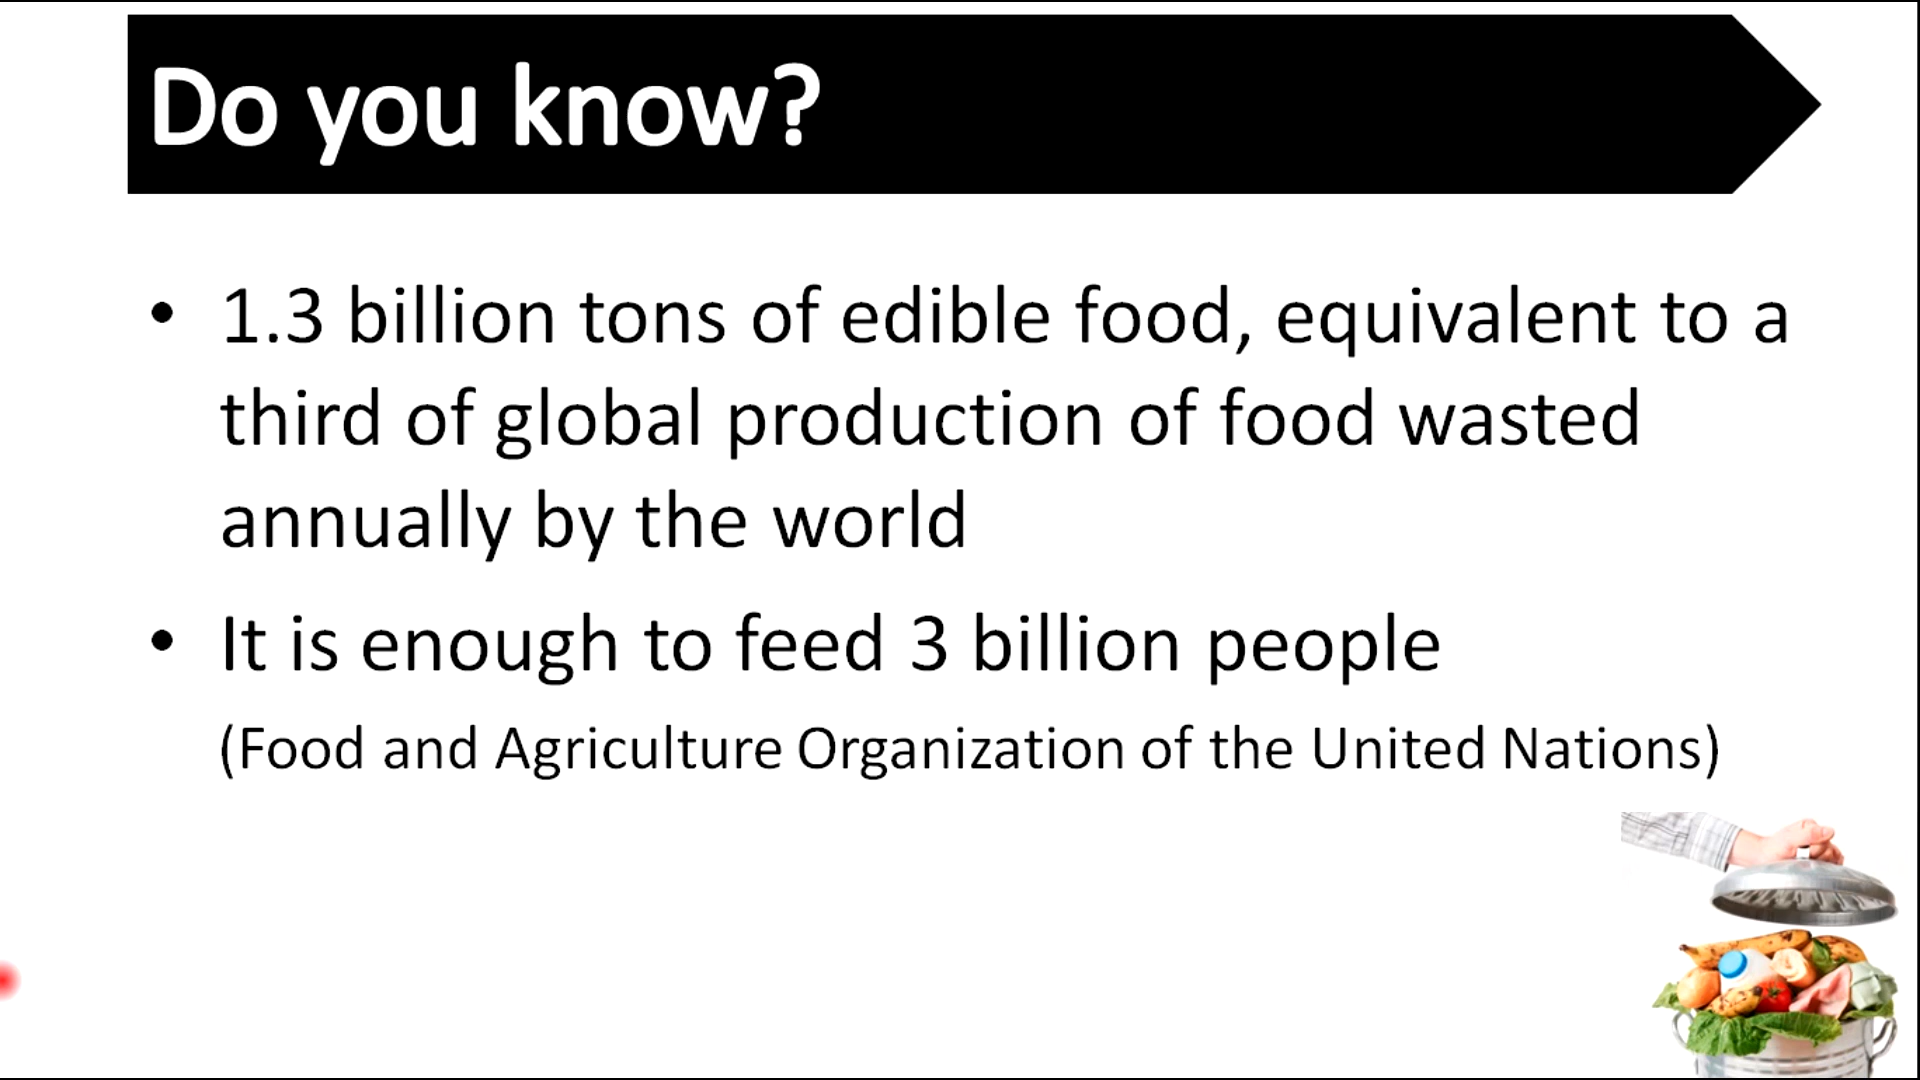 Do you know?
• 1.3 billion tons of edible food, equivalent to a
third of global production of food wasted
annually by the world
• It is enough to feed 3 billion people
(Food and Agriculture Organization of the United Nations)